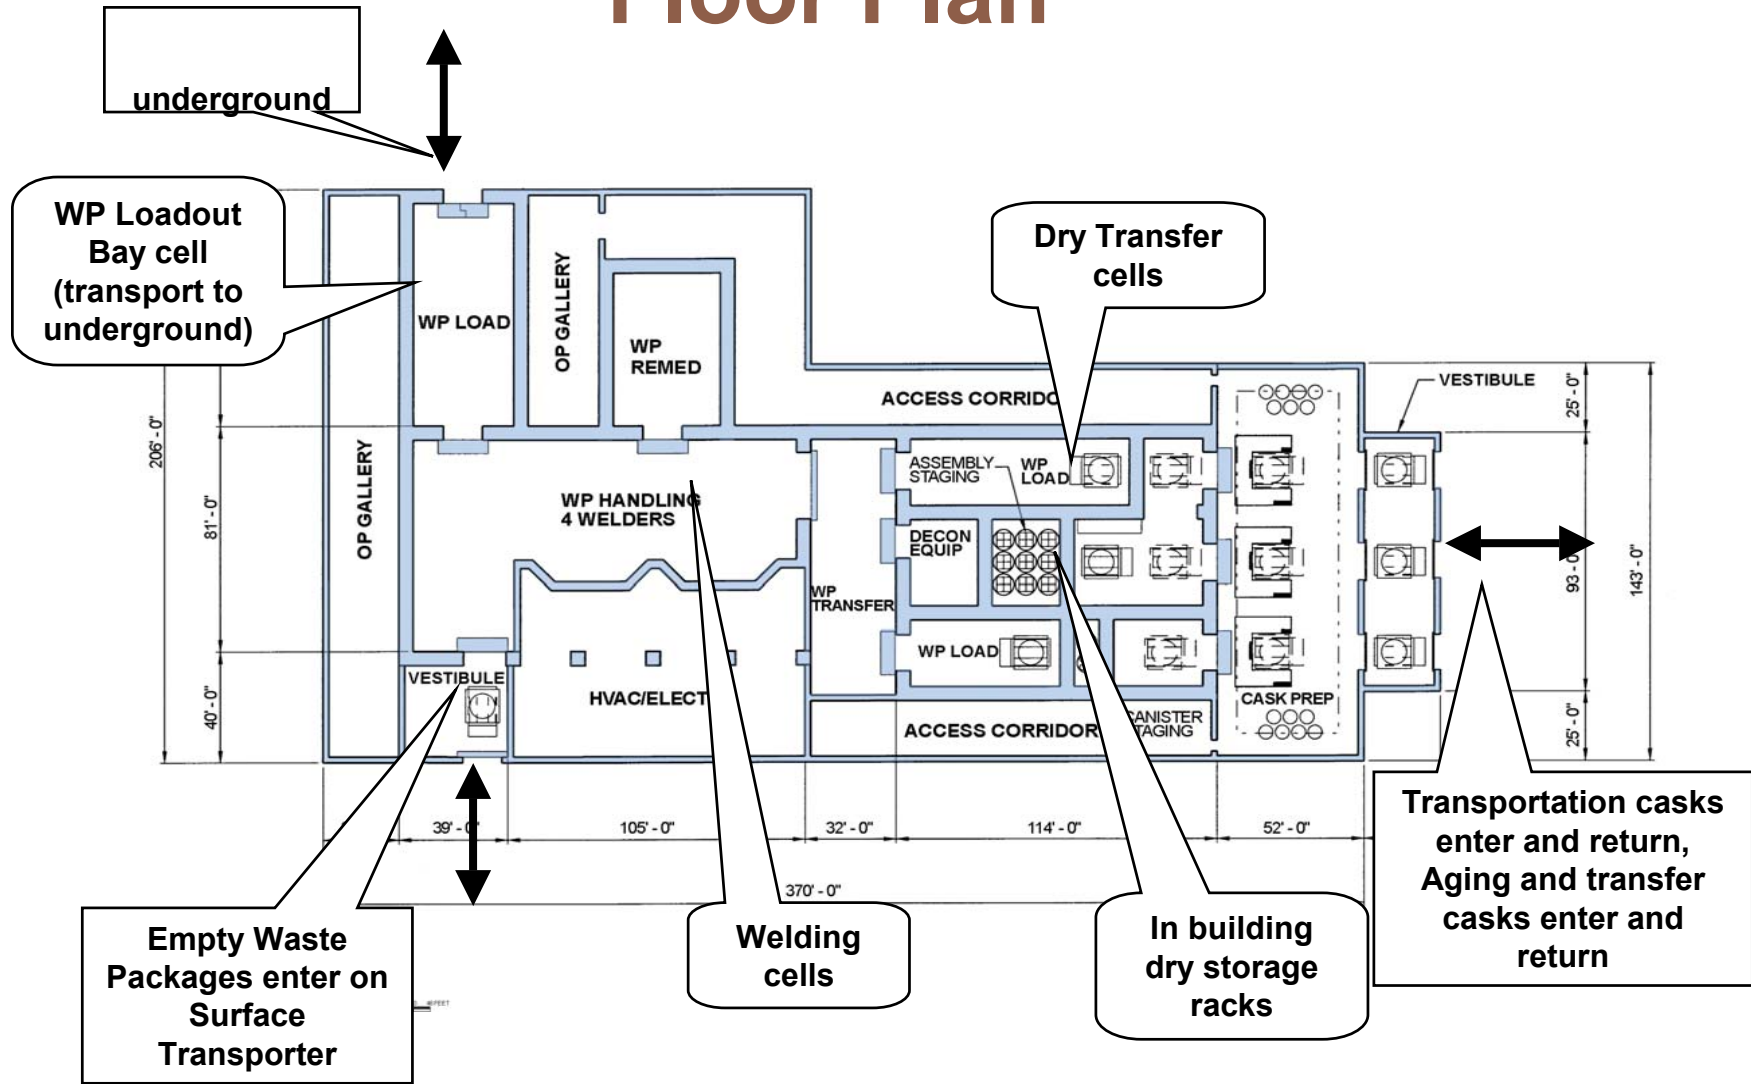 Floor Plan
underground
WP Loadout
Bay cell
(transport to
underground)
Dry Transfer
cells
WP LOAD
OP GALLERY
WP
REMED
ACCESS CORRIDO
VESTIBULE
25' - 0"
206' - 0"
81' - 0"
40' - 0"
OP GALLERY
WP HANDLING
4 WELDERS
ASSEMBLY
STAGING
WP
LOAD
DECON
EQUIP
WP
TRANSFER
WP LOAD
93 - 0"
143' - 0"
25' - 0"
VESTIBULE
HVAC/ELECT
ACCESS CORRIDOR
CANISTER
STAGING
CASK PREP
39' - 0"
105' - 0"
32' - 0"
114' - 0"
52' - 0"
370' - 0"
Empty Waste
Packages enter on
Surface
Transporter
Welding
cells
In building
dry storage
racks
Transportation casks
enter and return,
Aging and transfer
casks enter and
return